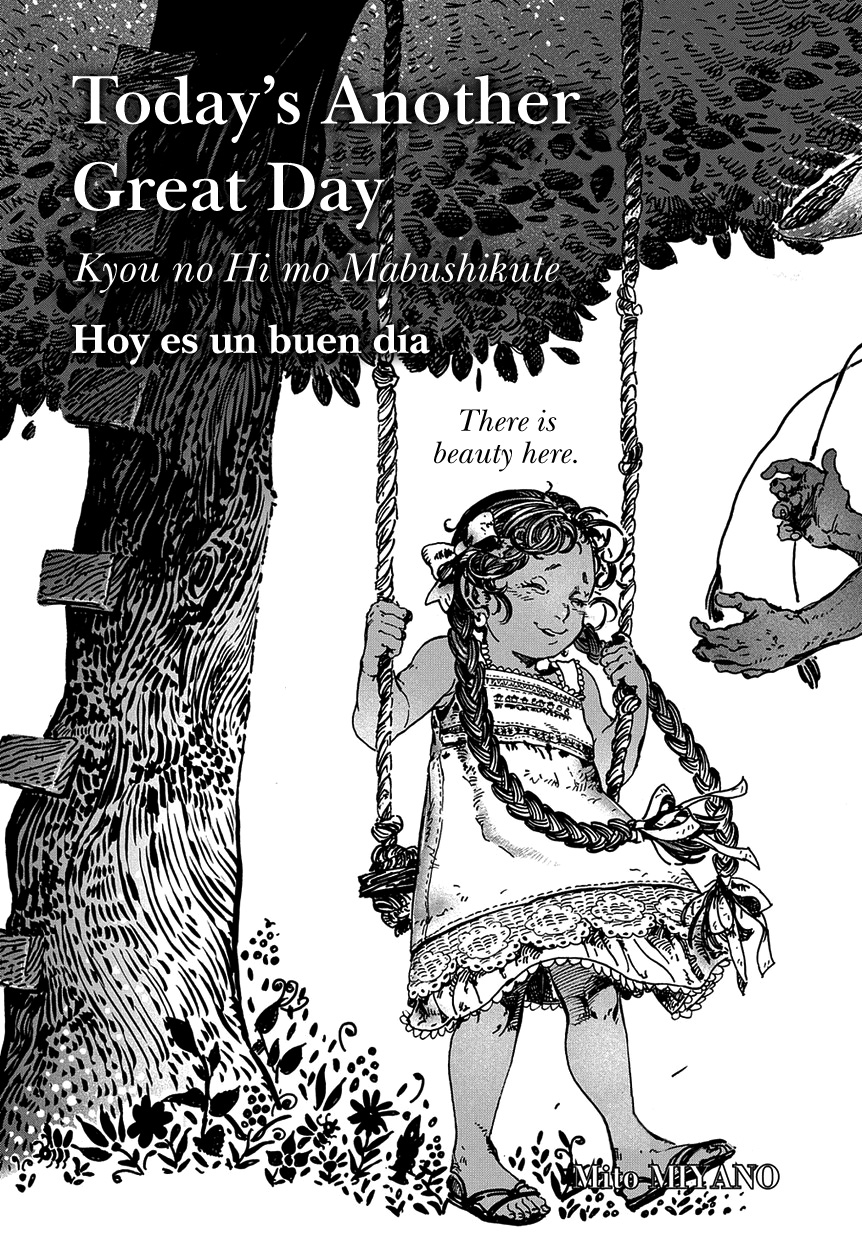 Today’s Another
Great Day
Kyou no Hi mo Mabushikute
Hoy es un buen día
There is
beauty here.
Mito MIYANO